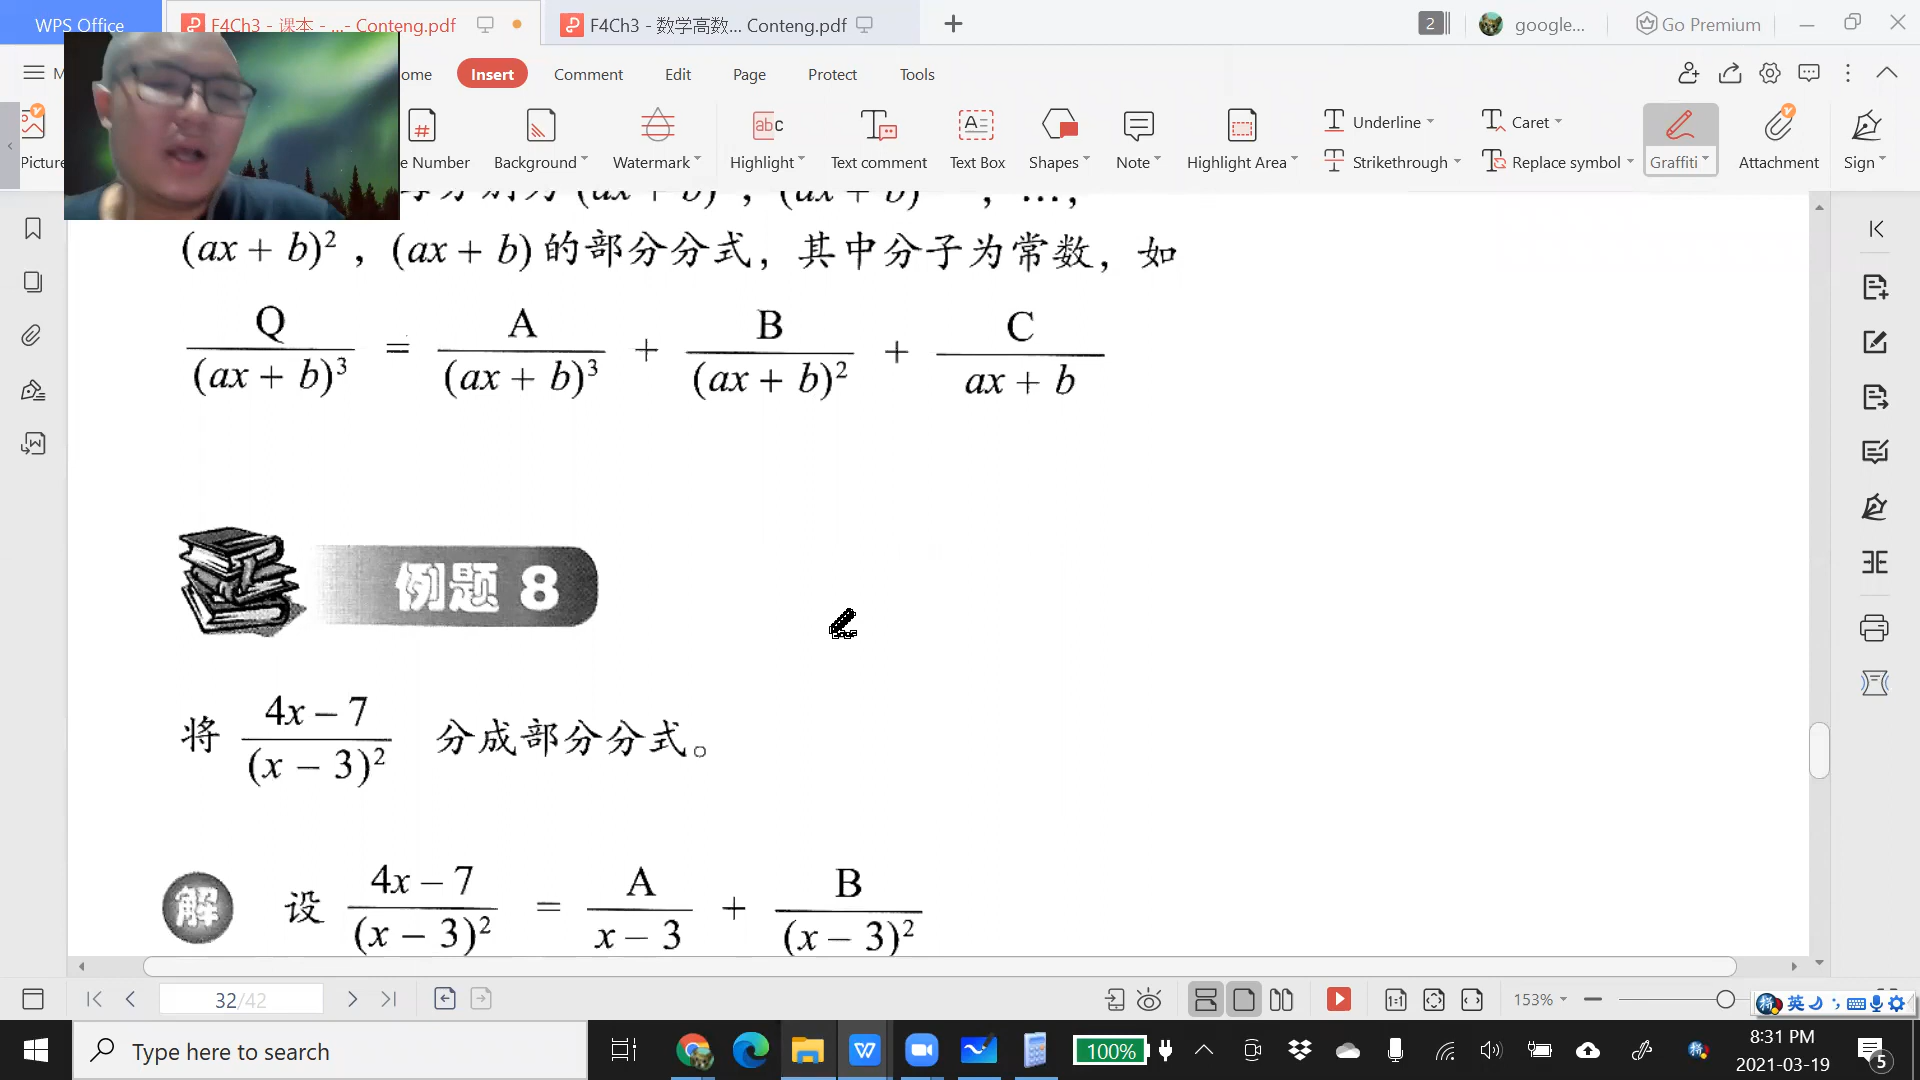 WPS Office
F4Ch3 - 课本 - ... - Conteng.pdf
F4Ch3 - 数学高数... Conteng.pdf
2
google...
Go Premium
Insert
Comment
Edit
Page
Protect
Tools
Picture
Background
Watermark
Highlight
Text comment
Text Box
Shapes
Note
Highlight Area
Underline
Strikethrough
Caret
Replace symbol
Graffiti
Attachment
Sign
(ax + b)², (ax + b) 的部分分式, 其中分子为常数, 如
Q/(ax + b)³ = A/(ax + b)³ + B/(ax + b)² + C/(ax + b)
例题 8
将 (4x – 7)/(x – 3)² 分成部分分式。
解 设 (4x – 7)/(x – 3)² = A/(x – 3) + B/(x – 3)²
32/42
153%
英
Type here to search
100%
8:31 PM
2021-03-19
5